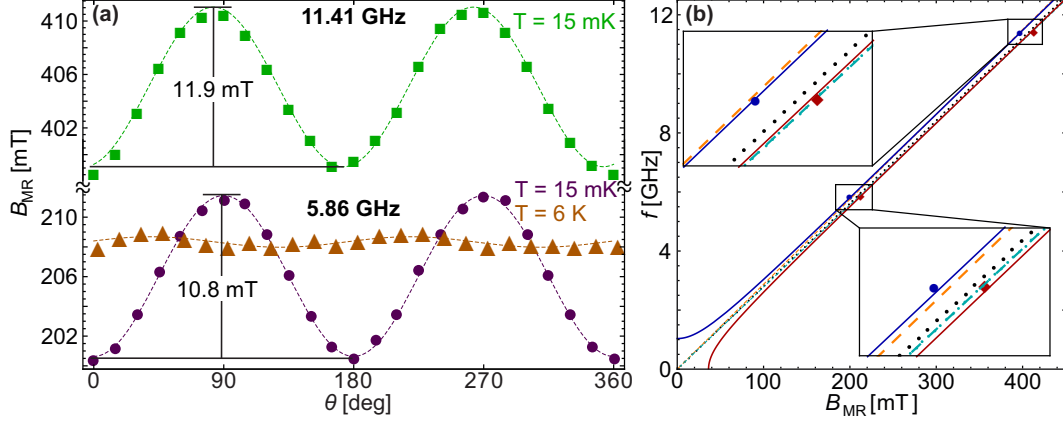 (a)
11.41 GHz
T = 15 mK
410
406
402
11.9 mT
B_MR [mT]
≈
≈
T = 15 mK
5.86 GHz
T = 6 K
210
206
202
10.8 mT
0
90
180
270
360
θ [deg]
(b)
12
8
4
0
f [GHz]
0
100
200
300
400
B_MR [mT]